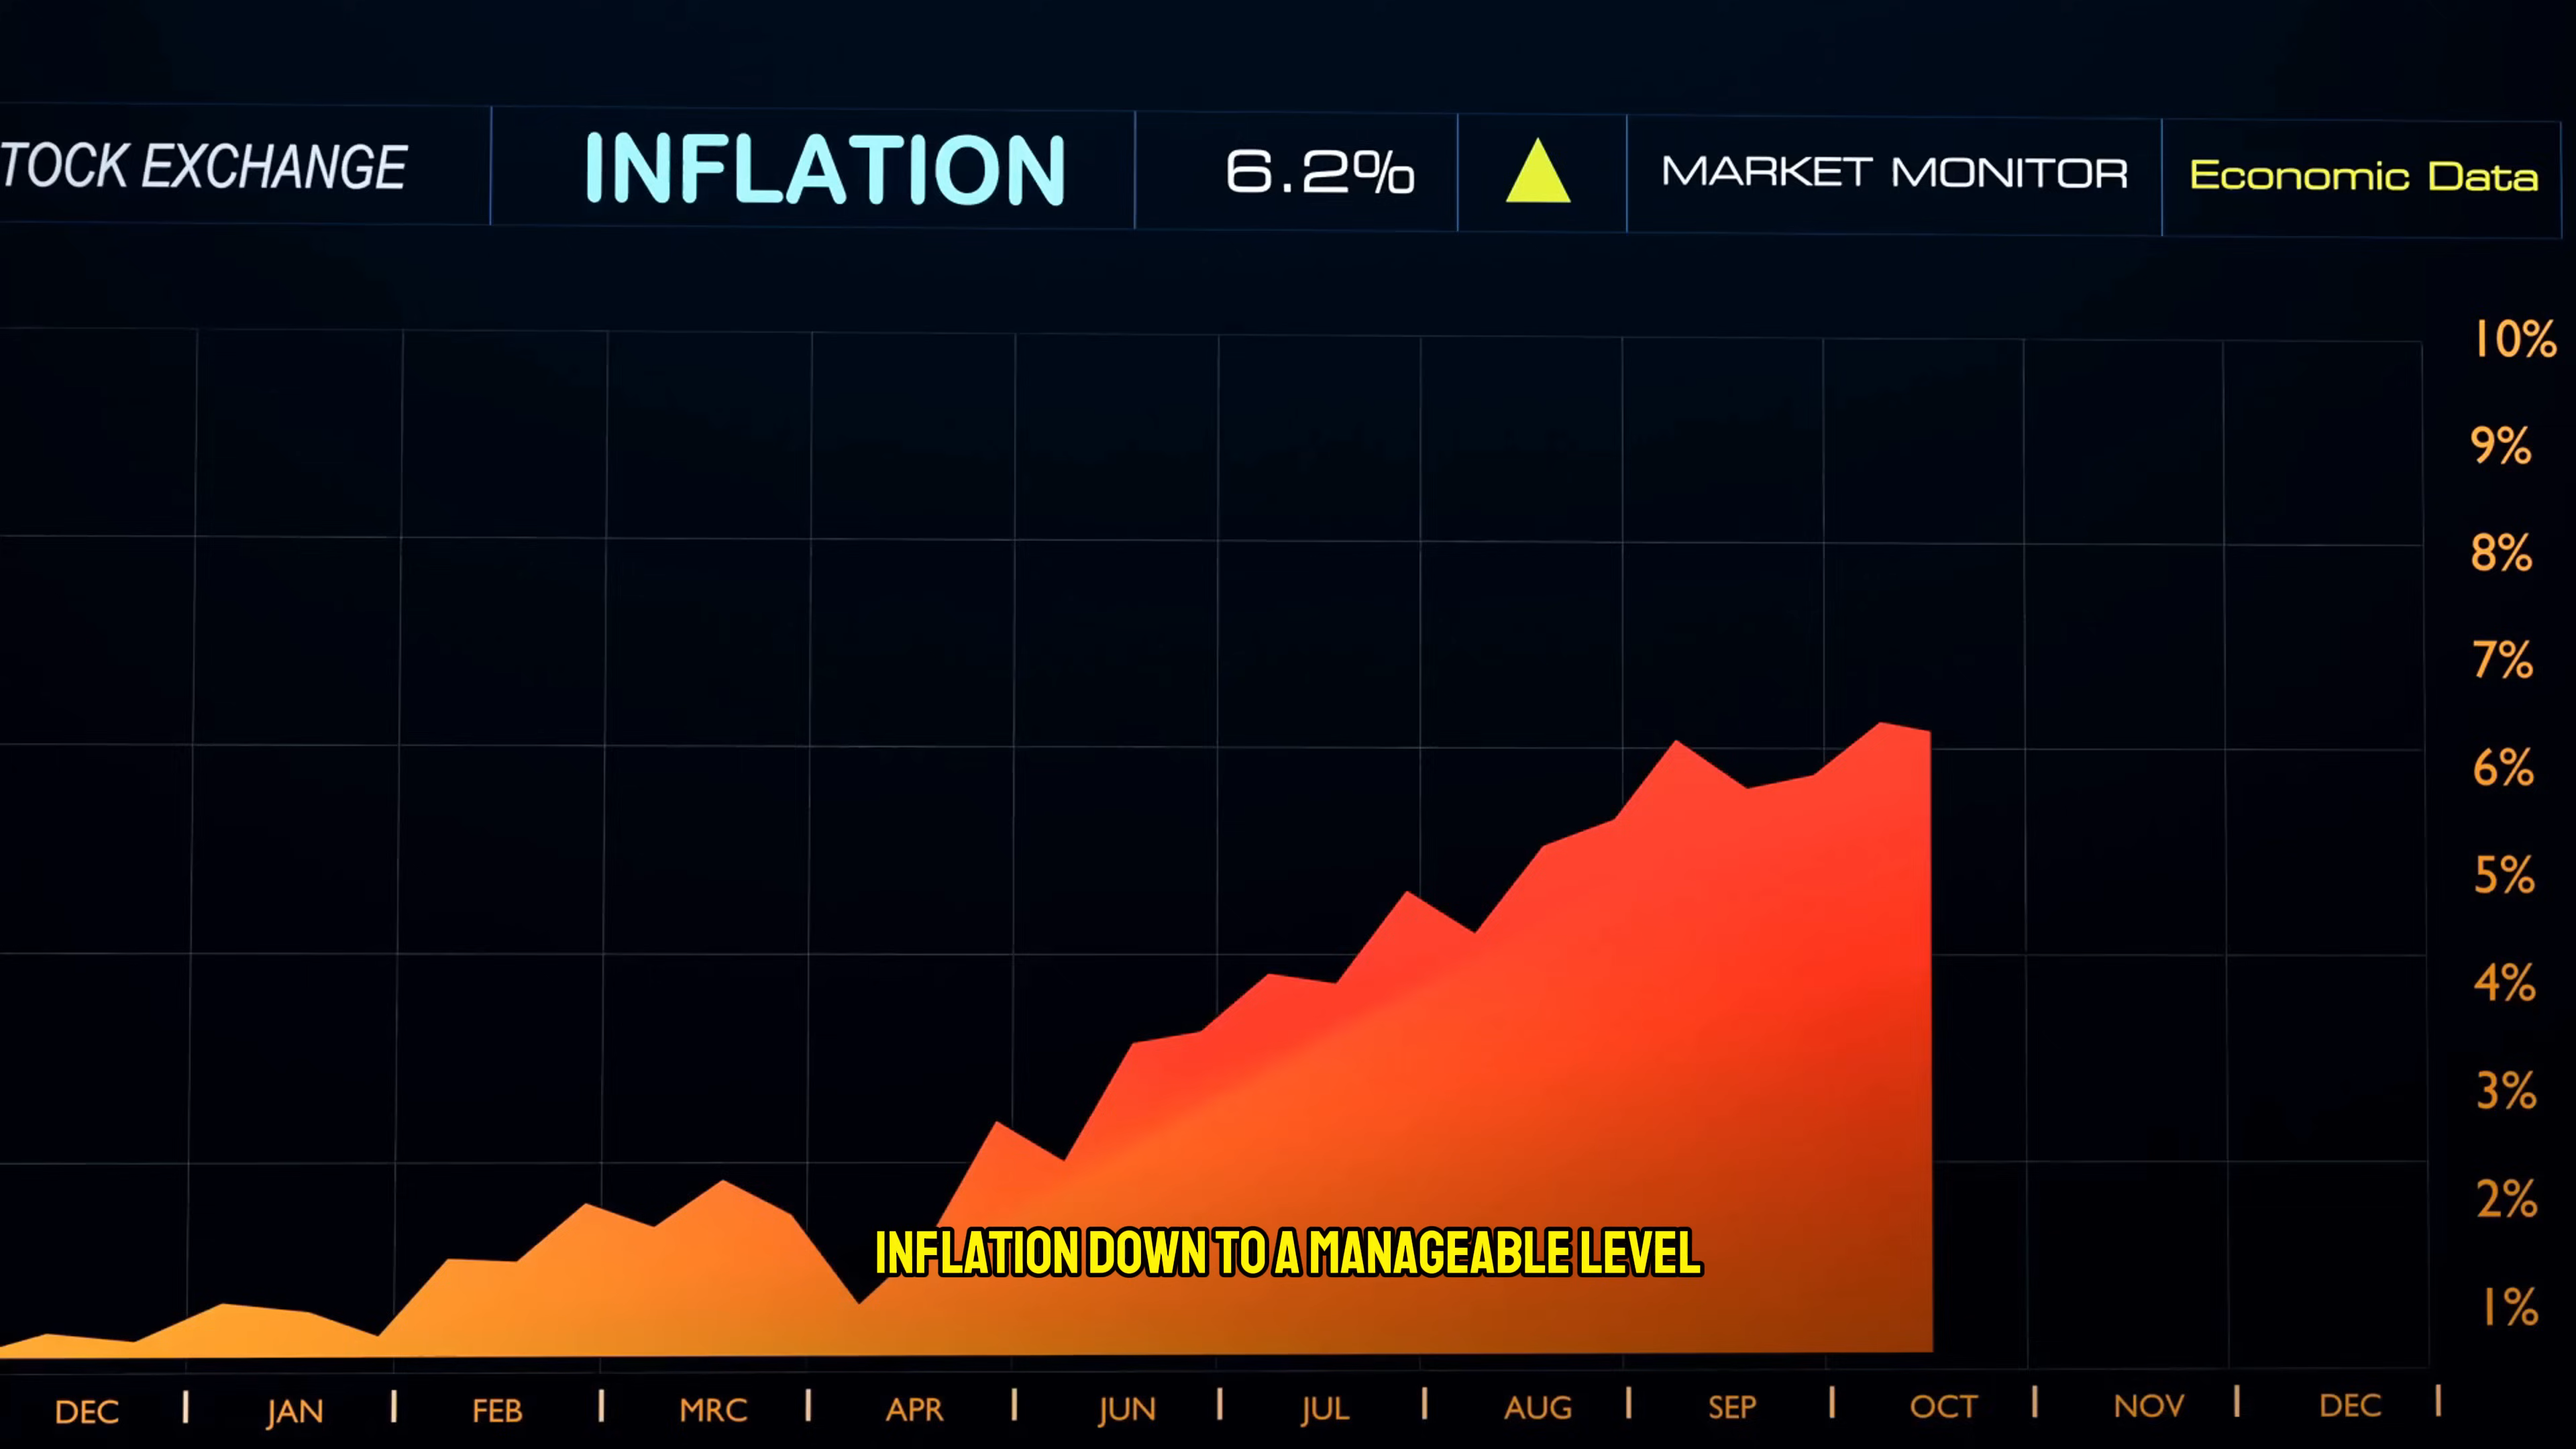 TOCK EXCHANGE
INFLATION
6.2%
MARKET MONITOR
Economic Data
10%
9%
8%
7%
6%
5%
4%
3%
2%
1%
INFLATION DOWN TO A MANAGEABLE LEVEL
DEC | JAN | FEB | MRC | APR | JUN | JUL | AUG | SEP | OCT | NOV | DEC |